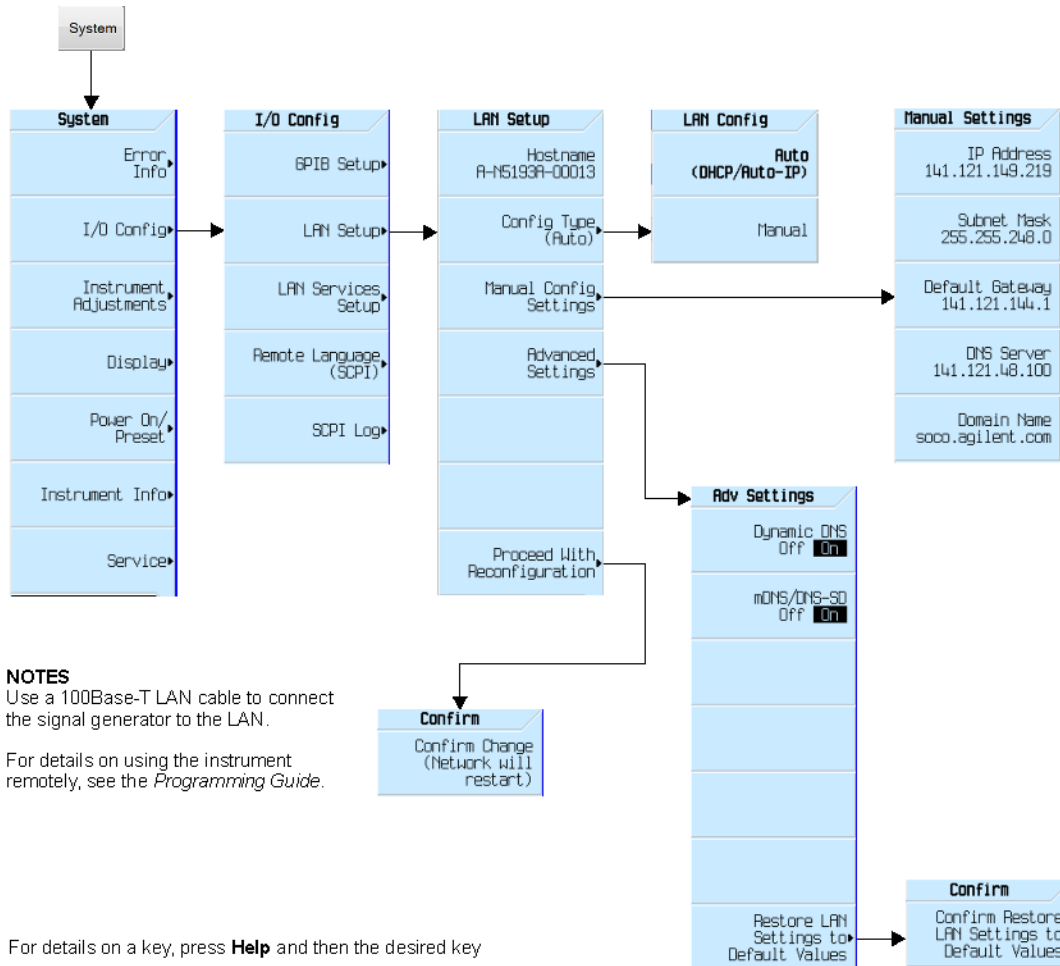 System
System
Error
Info
I/O Config
Instrument
Adjustments
Display
Power On/
Preset
Instrument Info
Service
I/O Config
GPIB Setup
LAN Setup
LAN Services
Setup
Remote Language
(SCPI)
SCPI Log
LAN Setup
Hostname
A-N5193A-00013
Config Type
(Auto)
Manual Config
Settings
Advanced
Settings
Proceed With
Reconfiguration
LAN Config
Auto
(DHCP/Auto-IP)
Manual
Manual Settings
IP Address
141.121.149.219
Subnet Mask
255.255.248.0
Default Gateway
141.121.144.1
DNS Server
141.121.48.100
Domain Name
soco.agilent.com
Adv Settings
Dynamic DNS
Off On
mDNS/DNS-SD
Off On
Restore LAN
Settings to
Default Values
Confirm
Confirm Restore
LAN Settings to
Default Values
Confirm
Confirm Change
(Network will
restart)
NOTES
Use a 100Base-T LAN cable to connect
the signal generator to the LAN.
For details on using the instrument
remotely, see the Programming Guide.
For details on a key, press Help and then the desired key